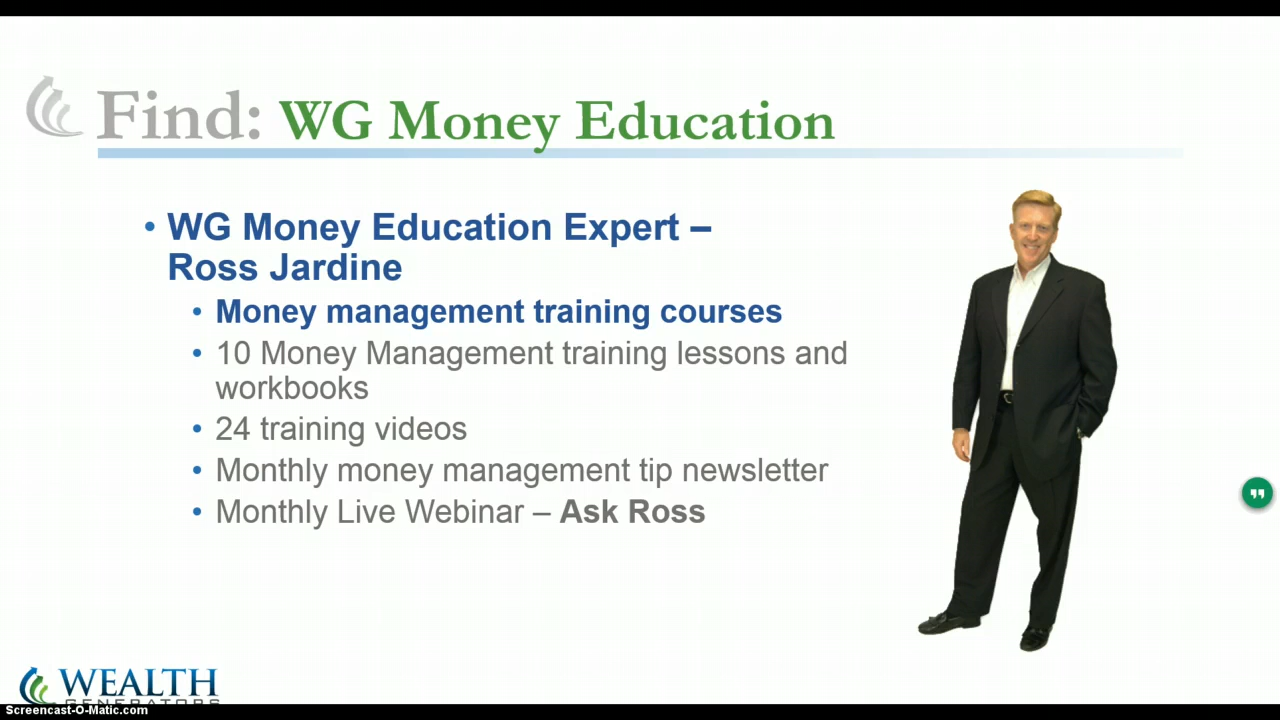 Find: WG Money Education
• WG Money Education Expert –
Ross Jardine
• Money management training courses
• 10 Money Management training lessons and
workbooks
• 24 training videos
• Monthly money management tip newsletter
• Monthly Live Webinar – Ask Ross
WEALTH
GENERATORS
Screencast-O-Matic.com